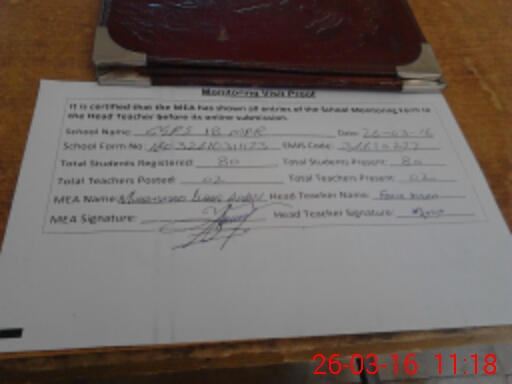 Monitoring Visit Proof
It is certified that the MEA has shown all entries of the School Monitoring Form to
the Head Teacher before its online submission.
School Name: 18 MPR Date: 26-03-16
School Form No: EMIS Code:
Total Students Registered: 80 Total Students Present: 80
Total Teachers Posted: 02 Total Teachers Present: 02
MEA Name: Head Teacher Name:
MEA Signature: Head Teacher Signature:
26-03-16 11:18